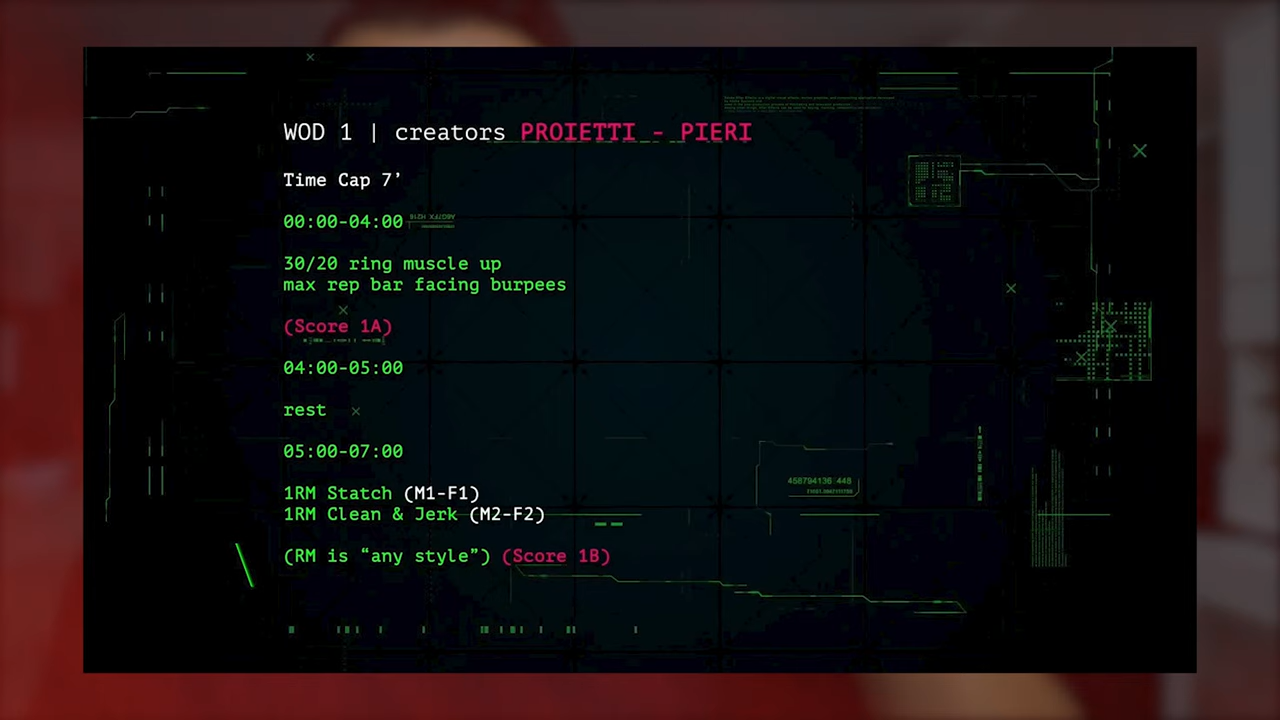 WOD 1 | creators PROIETTI - PIERI
Time Cap 7’
00:00-04:00
30/20 ring muscle up
max rep bar facing burpees
(Score 1A)
04:00-05:00
rest
05:00-07:00
458794136 448
1RM Statch (M1-F1)
1RM Clean & Jerk (M2-F2)
(RM is “any style”) (Score 1B)